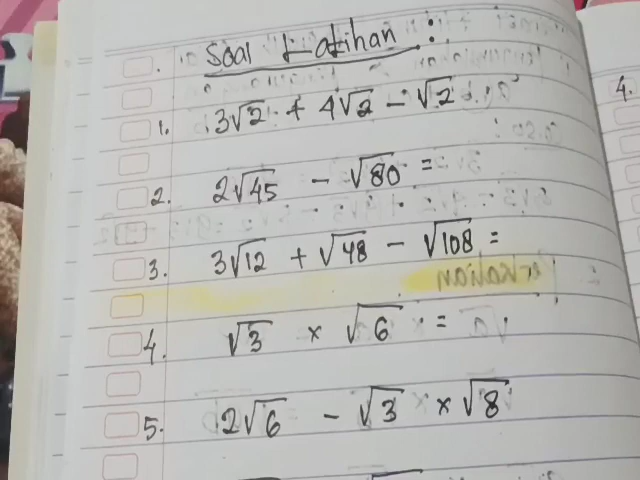 Soal Latihan :
1. 3√2 + 4√2 - √2
2. 2√45 - √80 =
3. 3√12 + √48 - √108 =
4. √3 × √6 =
5. 2√6 - √3 × √8
4.